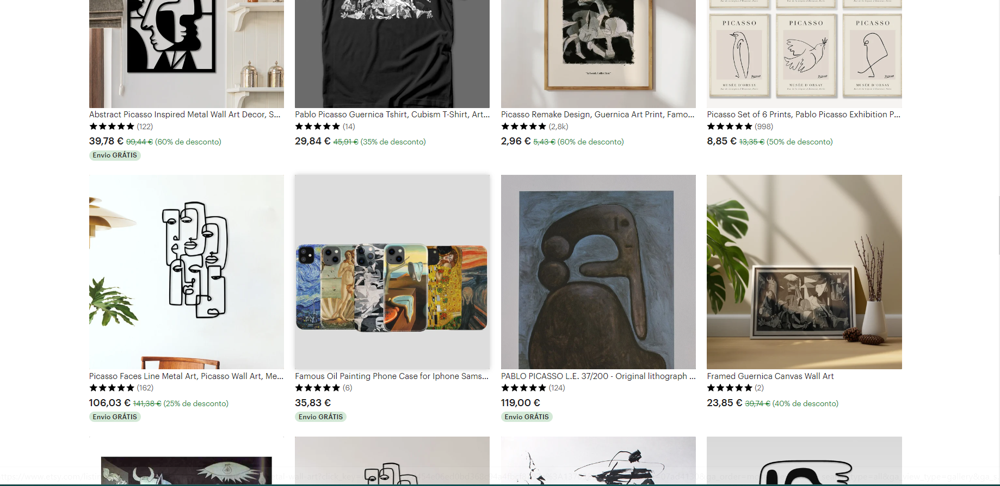 "Artwork Collection"
PICASSO
PICASSO
PICASSO
Picasso
Picasso
Picasso
MUSÉE D'ORSAY
MUSÉE D'ORSAY
MUSÉE D'ORSAY
Abstract Picasso Inspired Metal Wall Art Decor, S...
★★★★★ (122)
39,78 € 99,44 € (60% de desconto)
Envio GRÁTIS
Pablo Picasso Guernica Tshirt, Cubism T-Shirt, Art...
★★★★★ (14)
29,84 € 45,91 € (35% de desconto)
Picasso Remake Design, Guernica Art Print, Famo...
★★★★★ (2,8k)
2,96 € 5,43 € (60% de desconto)
Picasso Set of 6 Prints, Pablo Picasso Exhibition P...
★★★★★ (998)
8,85 € 13,35 € (50% de desconto)
Picasso Faces Line Metal Art, Picasso Wall Art, Me...
★★★★★ (162)
106,03 € 141,38 € (25% de desconto)
Envio GRÁTIS
Famous Oil Painting Phone Case for Iphone Sams...
★★★★★ (6)
35,83 €
Envio GRÁTIS
PABLO PICASSO L.E. 37/200 - Original lithograph ...
★★★★★ (124)
119,00 €
Envio GRÁTIS
Framed Guernica Canvas Wall Art
★★★★★ (2)
23,85 € 39,74 € (40% de desconto)